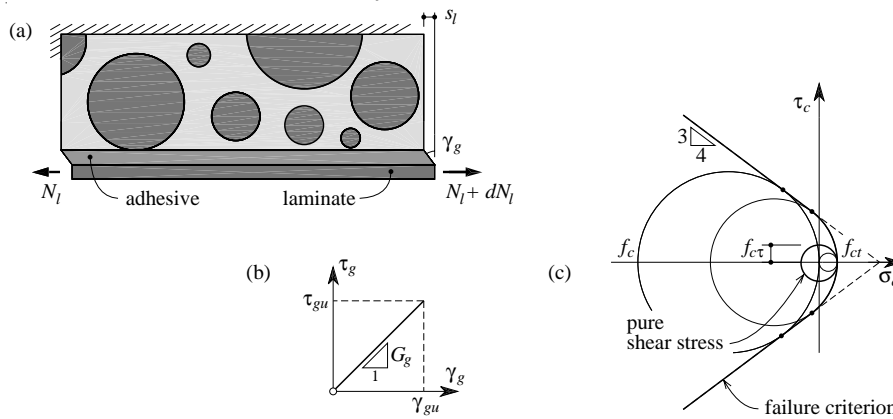 (a)
s_l
γ_g
N_l
adhesive
laminate
N_l + dN_l
(b)
τ_g
τ_gu
G_g
1
γ_g
γ_gu
(c)
τ_c
3
4
f_c
f_cτ
f_ct
pure
shear stress
failure criterion